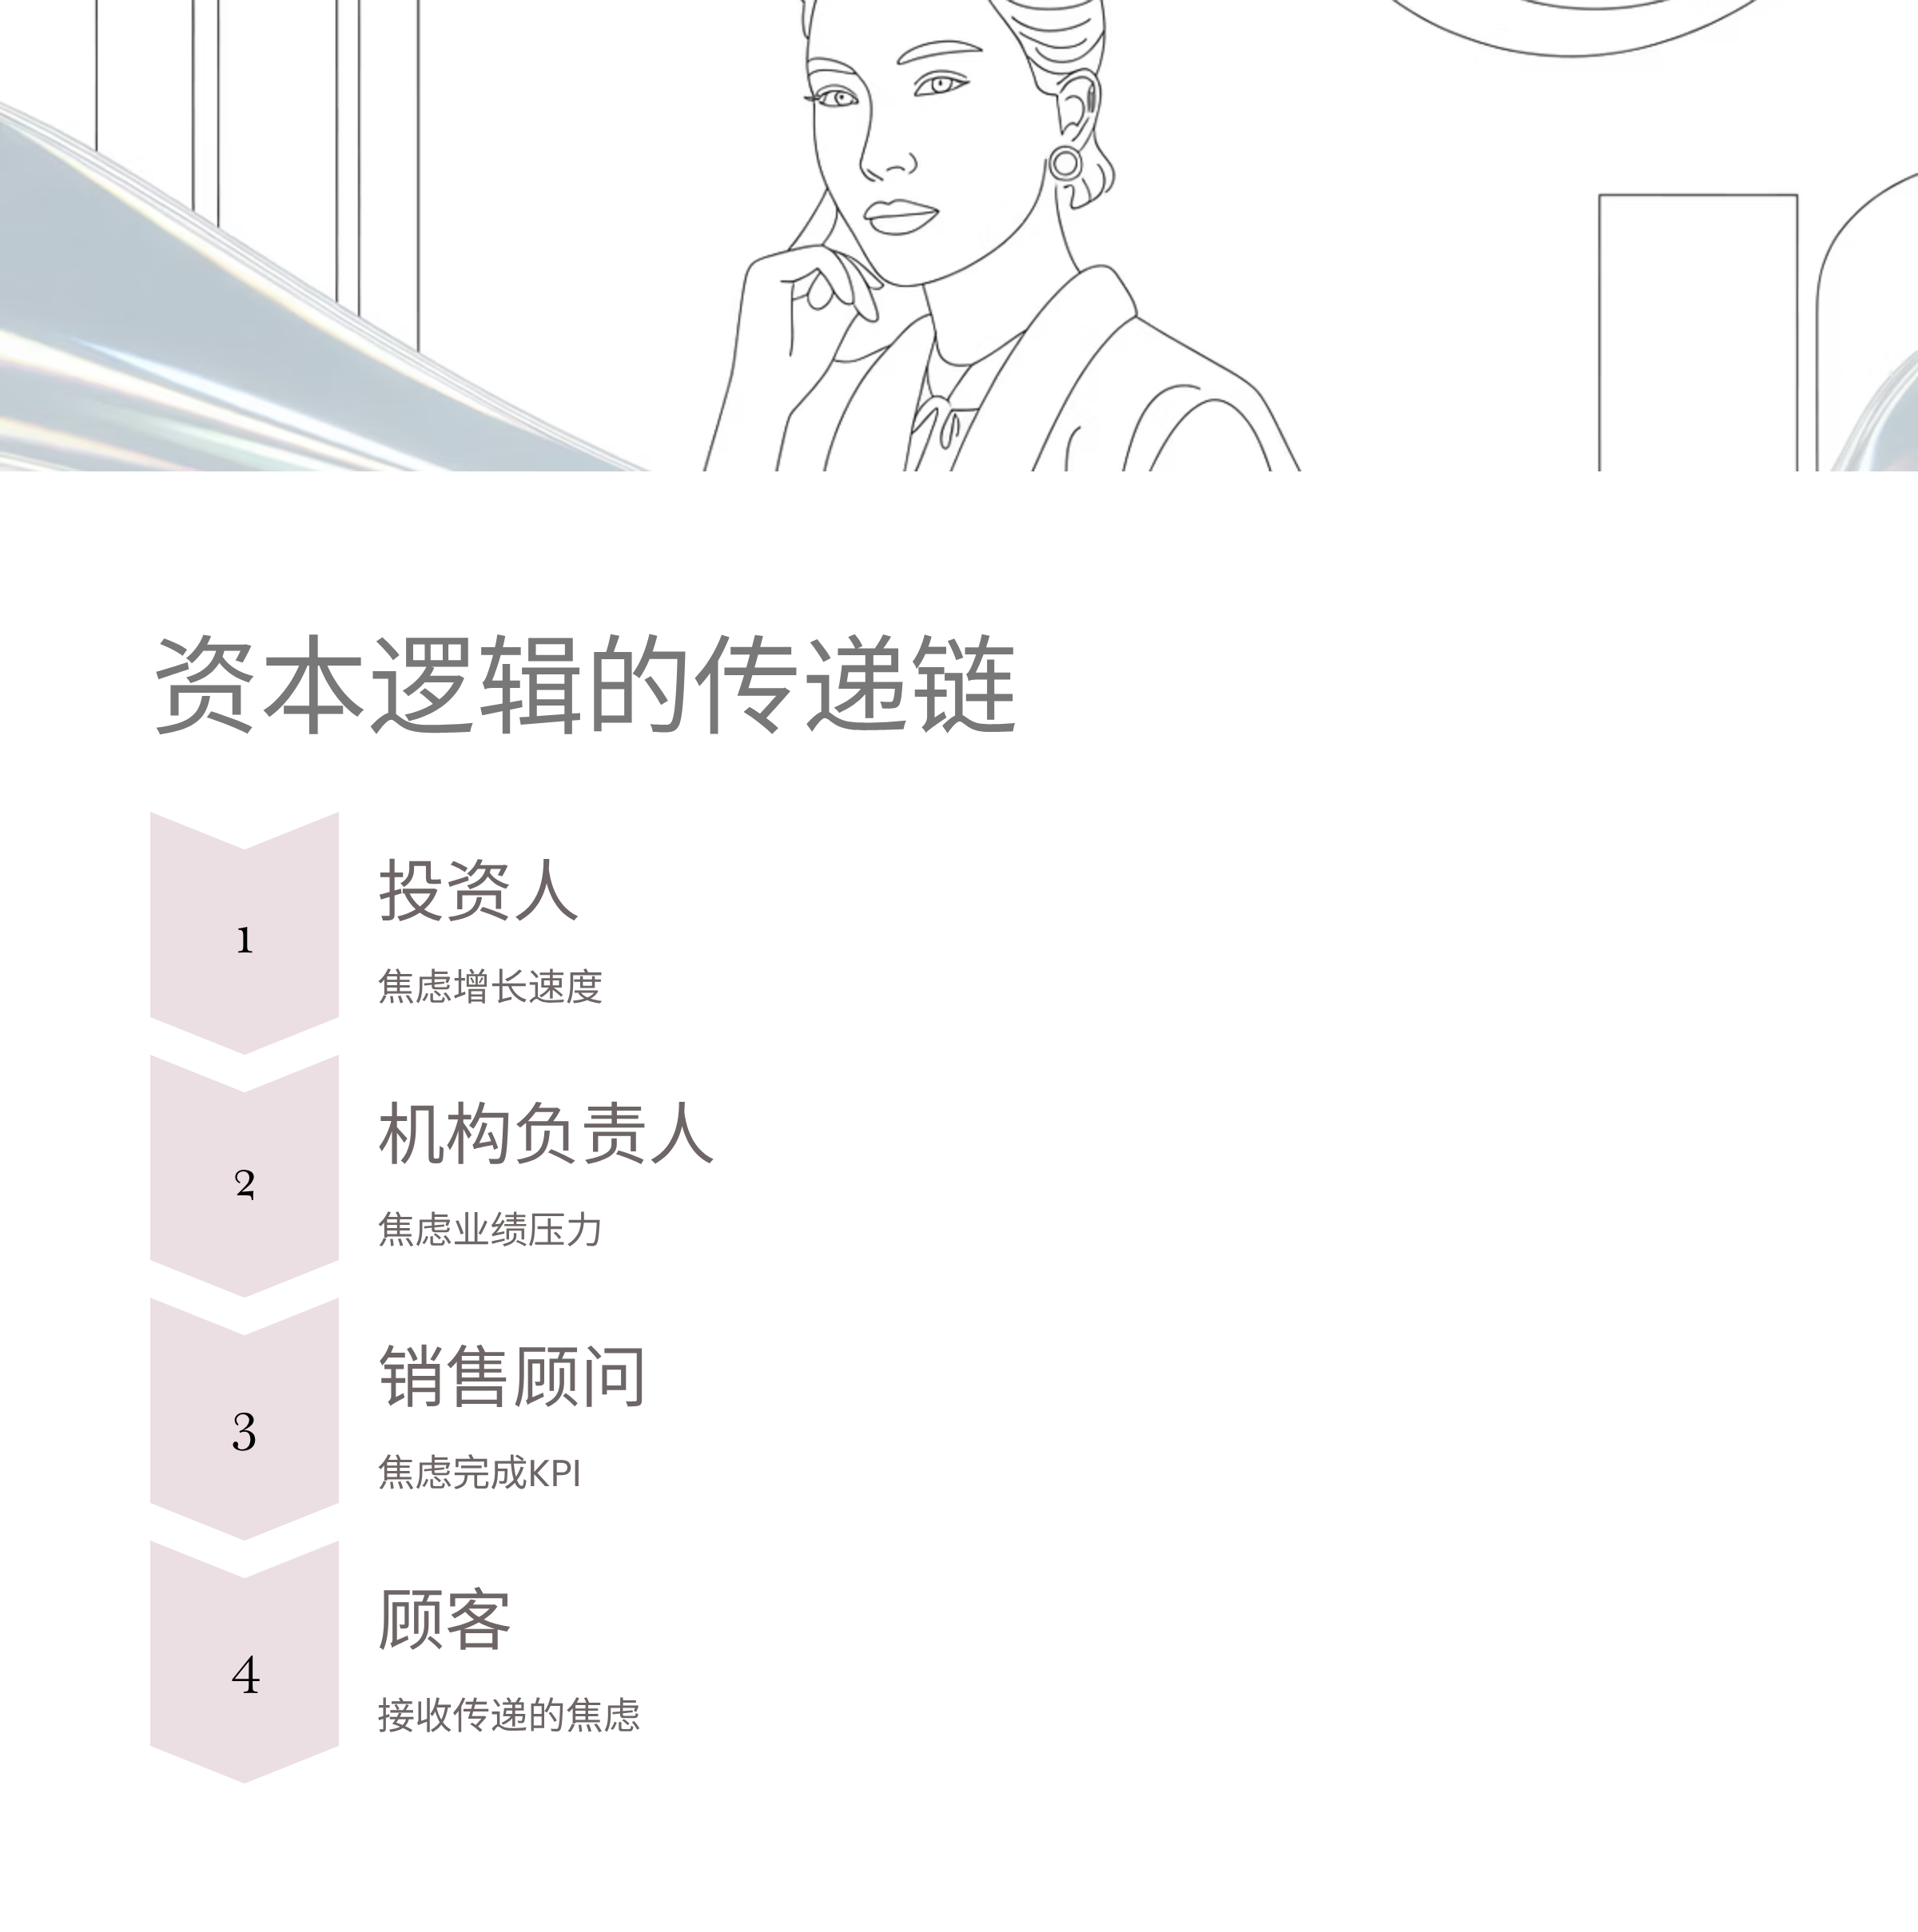 资本逻辑的传递链
1
投资人
焦虑增长速度
2
机构负责人
焦虑业绩压力
3
销售顾问
焦虑完成KPI
4
顾客
接收传递的焦虑